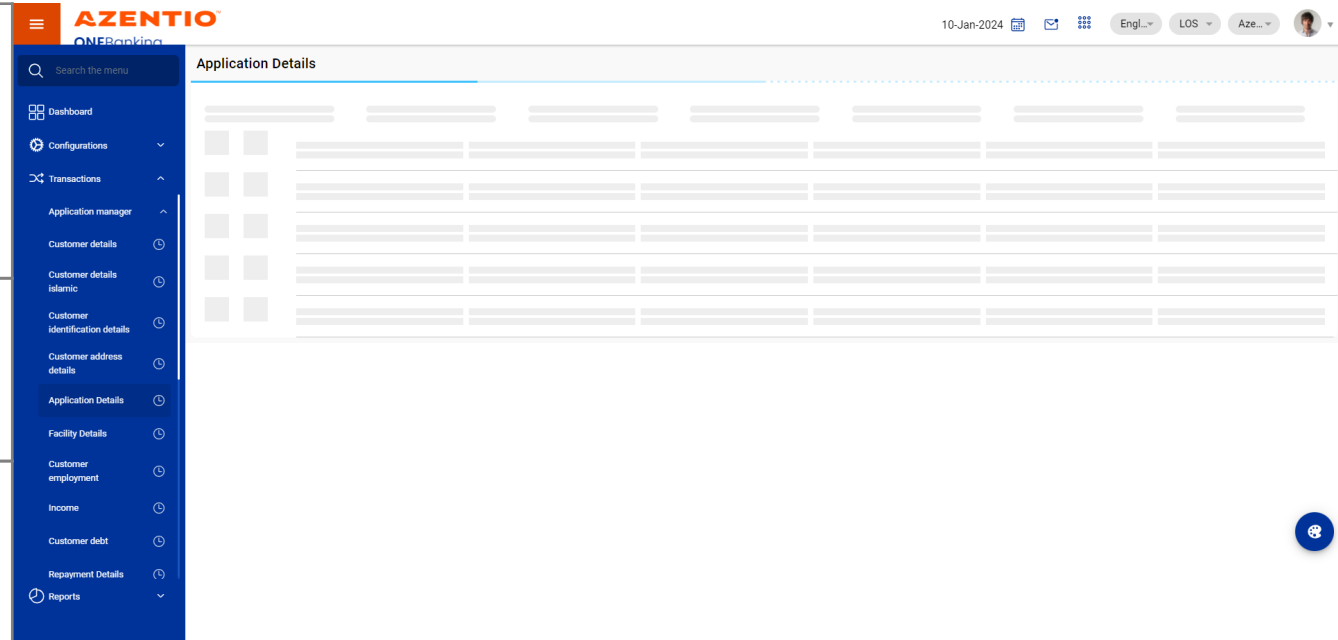 AZENTIO™
ONEBanking
10-Jan-2024
Engl...
LOS
Aze...
Search the menu
Application Details
Dashboard
Configurations
Transactions
Application manager
Customer details
Customer details
islamic
Customer
identification details
Customer address
details
Application Details
Facility Details
Customer
employment
Income
Customer debt
Repayment Details
Reports